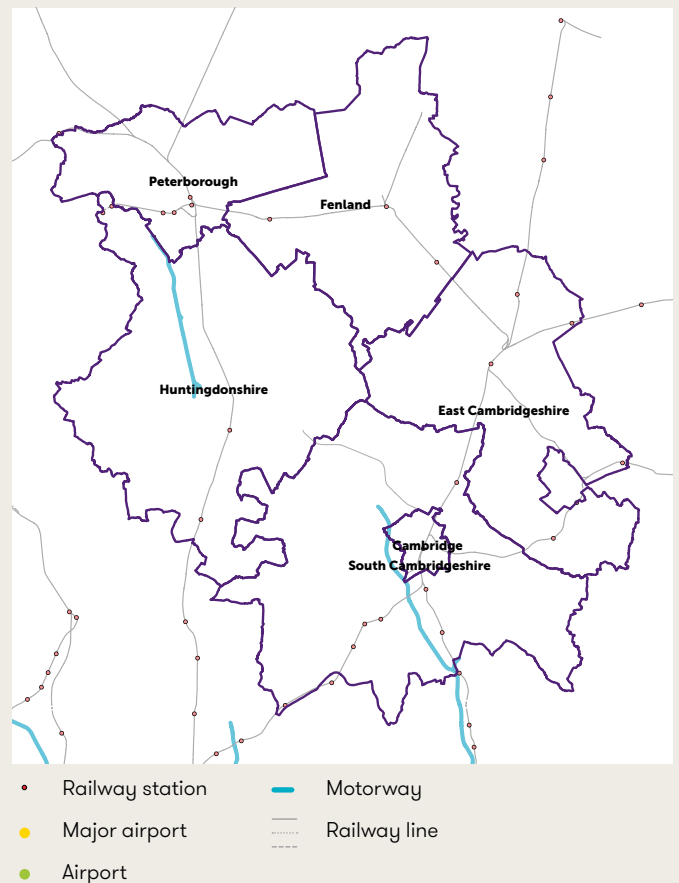 Peterborough
Fenland
Huntingdonshire
East Cambridgeshire
Cambridge
South Cambridgeshire
Railway station
Motorway
Major airport
Railway line
Airport